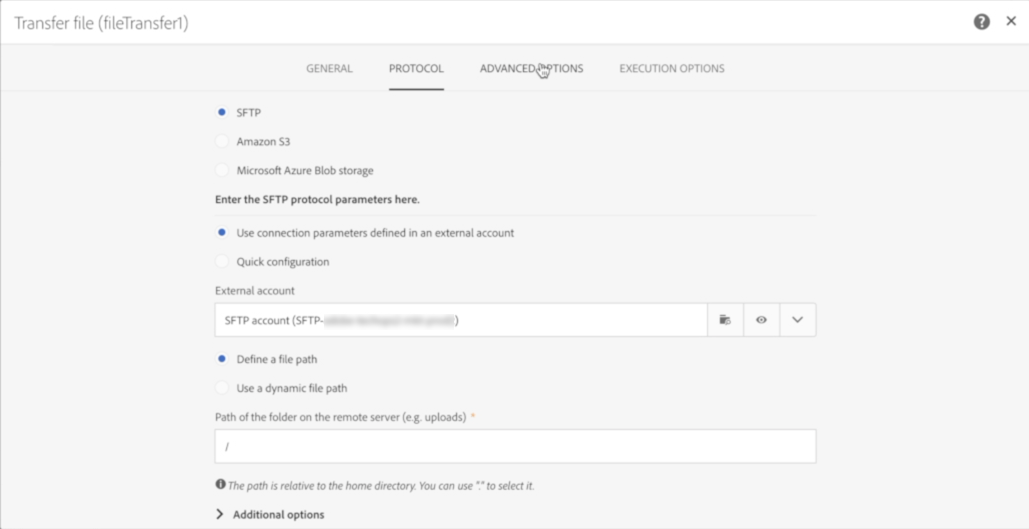 Transfer file (fileTransfer1)
GENERAL PROTOCOL ADVANCED OPTIONS EXECUTION OPTIONS
SFTP
Amazon S3
Microsoft Azure Blob storage
Enter the SFTP protocol parameters here.
Use connection parameters defined in an external account
Quick configuration
External account
SFTP account (SFTP- )
Define a file path
Use a dynamic file path
Path of the folder on the remote server (e.g. uploads) *
/
The path is relative to the home directory. You can use "." to select it.
Additional options